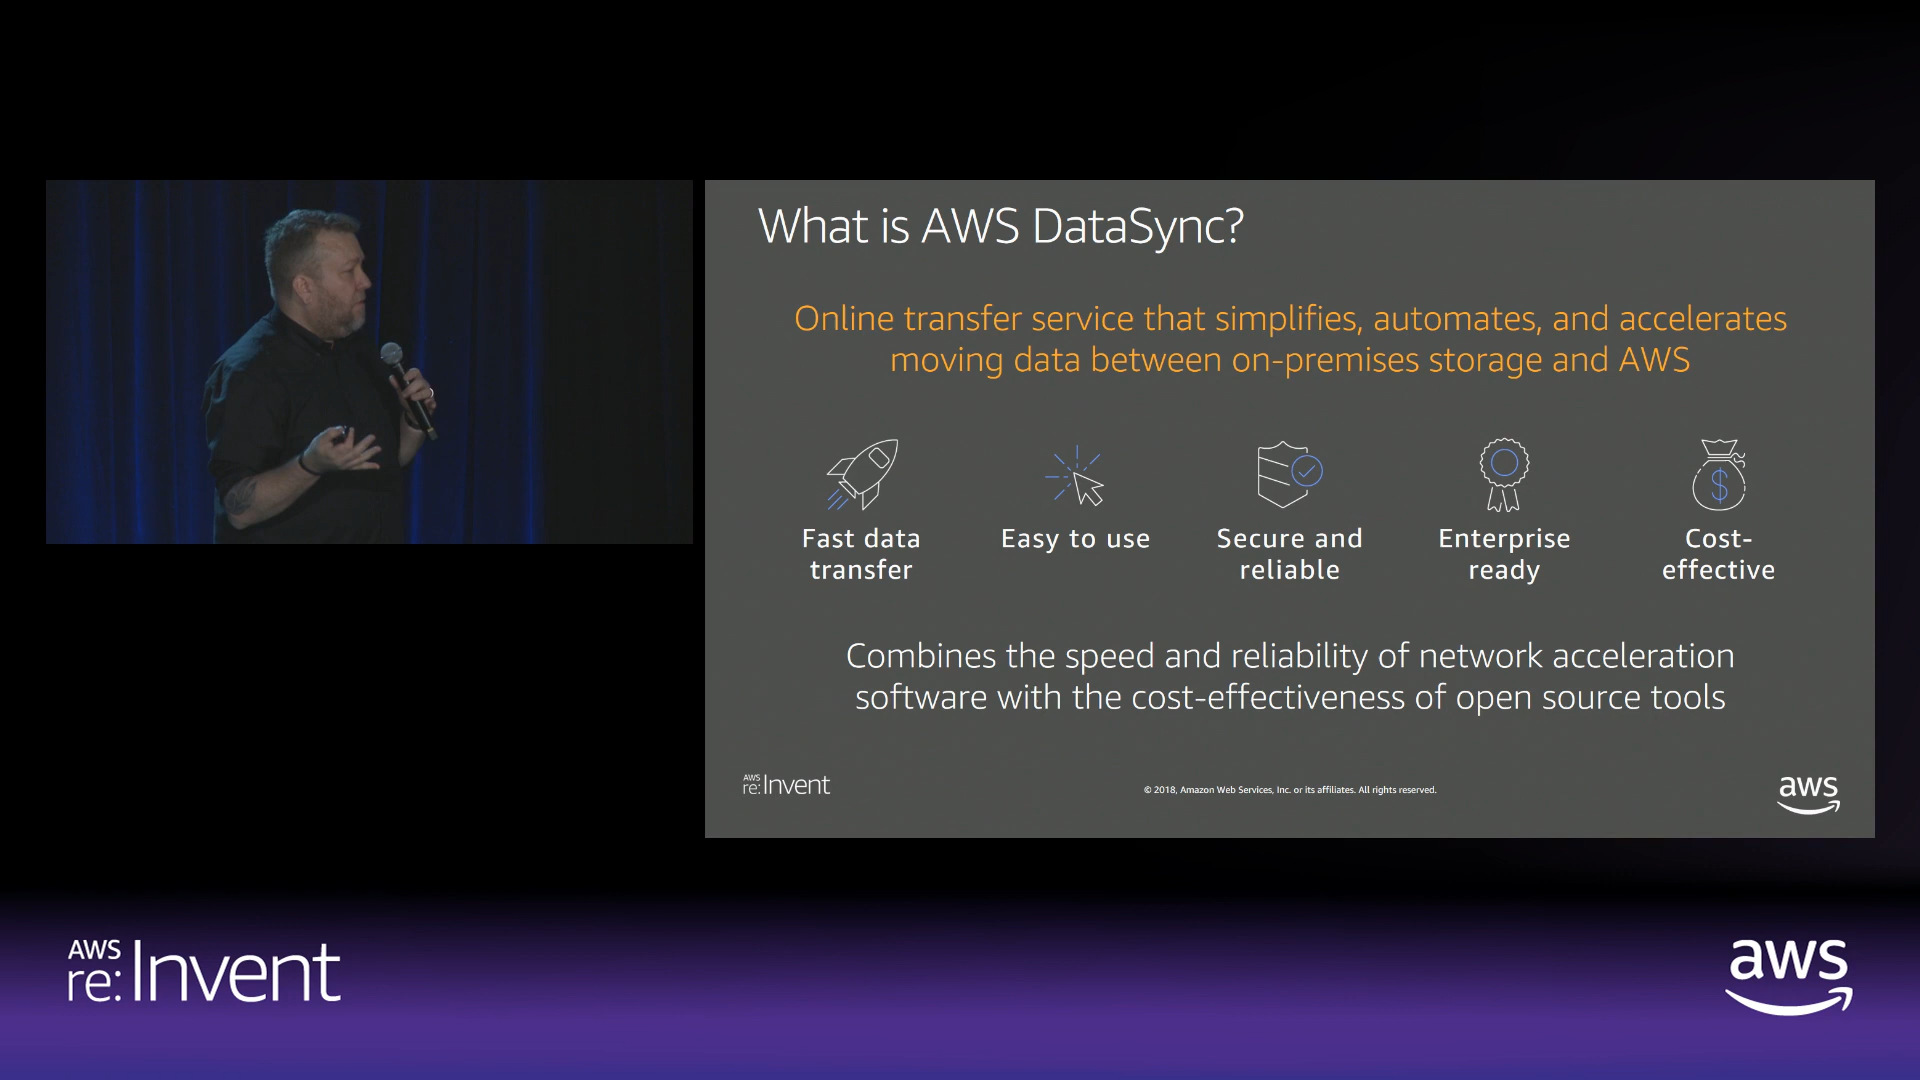 What is AWS DataSync?
Online transfer service that simplifies, automates, and accelerates
moving data between on-premises storage and AWS
Fast data
transfer
Easy to use
Secure and
reliable
Enterprise
ready
Cost-
effective
Combines the speed and reliability of network acceleration
software with the cost-effectiveness of open source tools
AWS
re:Invent
© 2018, Amazon Web Services, Inc. or its affiliates. All rights reserved.
aws
AWS
re:Invent
aws